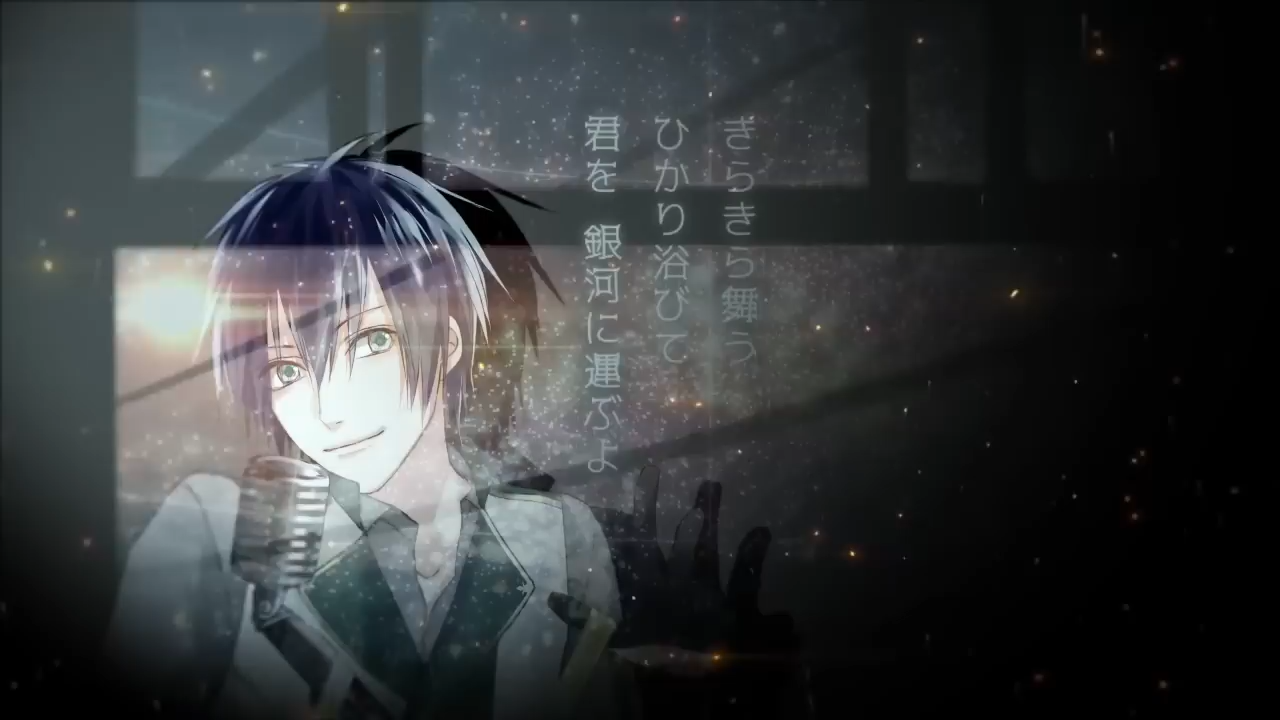 きらきら舞う
ひかり浴びて
君を 銀河に運ぶよ